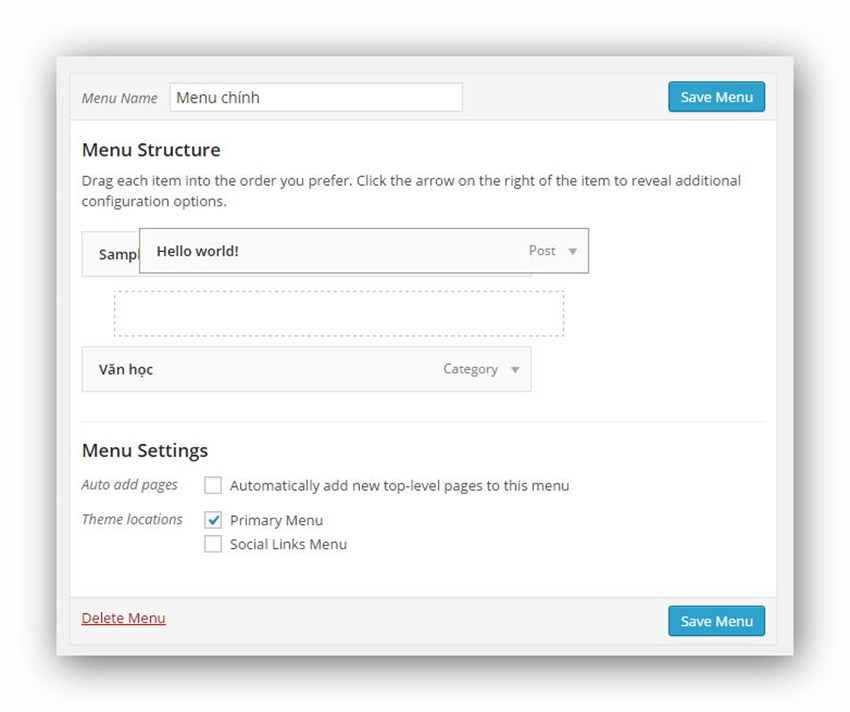 Menu Name Menu chính Save Menu
Menu Structure
Drag each item into the order you prefer. Click the arrow on the right of the item to reveal additional
configuration options.
Hello world! Post
Văn học Category
Menu Settings
Auto add pages Automatically add new top-level pages to this menu
Theme locations Primary Menu
Social Links Menu
Delete Menu Save Menu